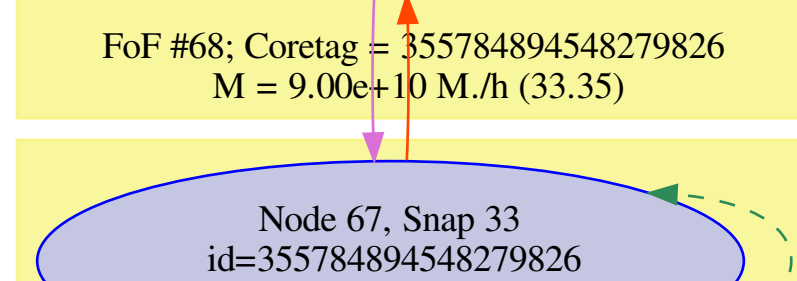 FoF #68; Coretag = 355784894548279826
M = 9.00e+10 M./h (33.35)
Node 67, Snap 33
id=355784894548279826